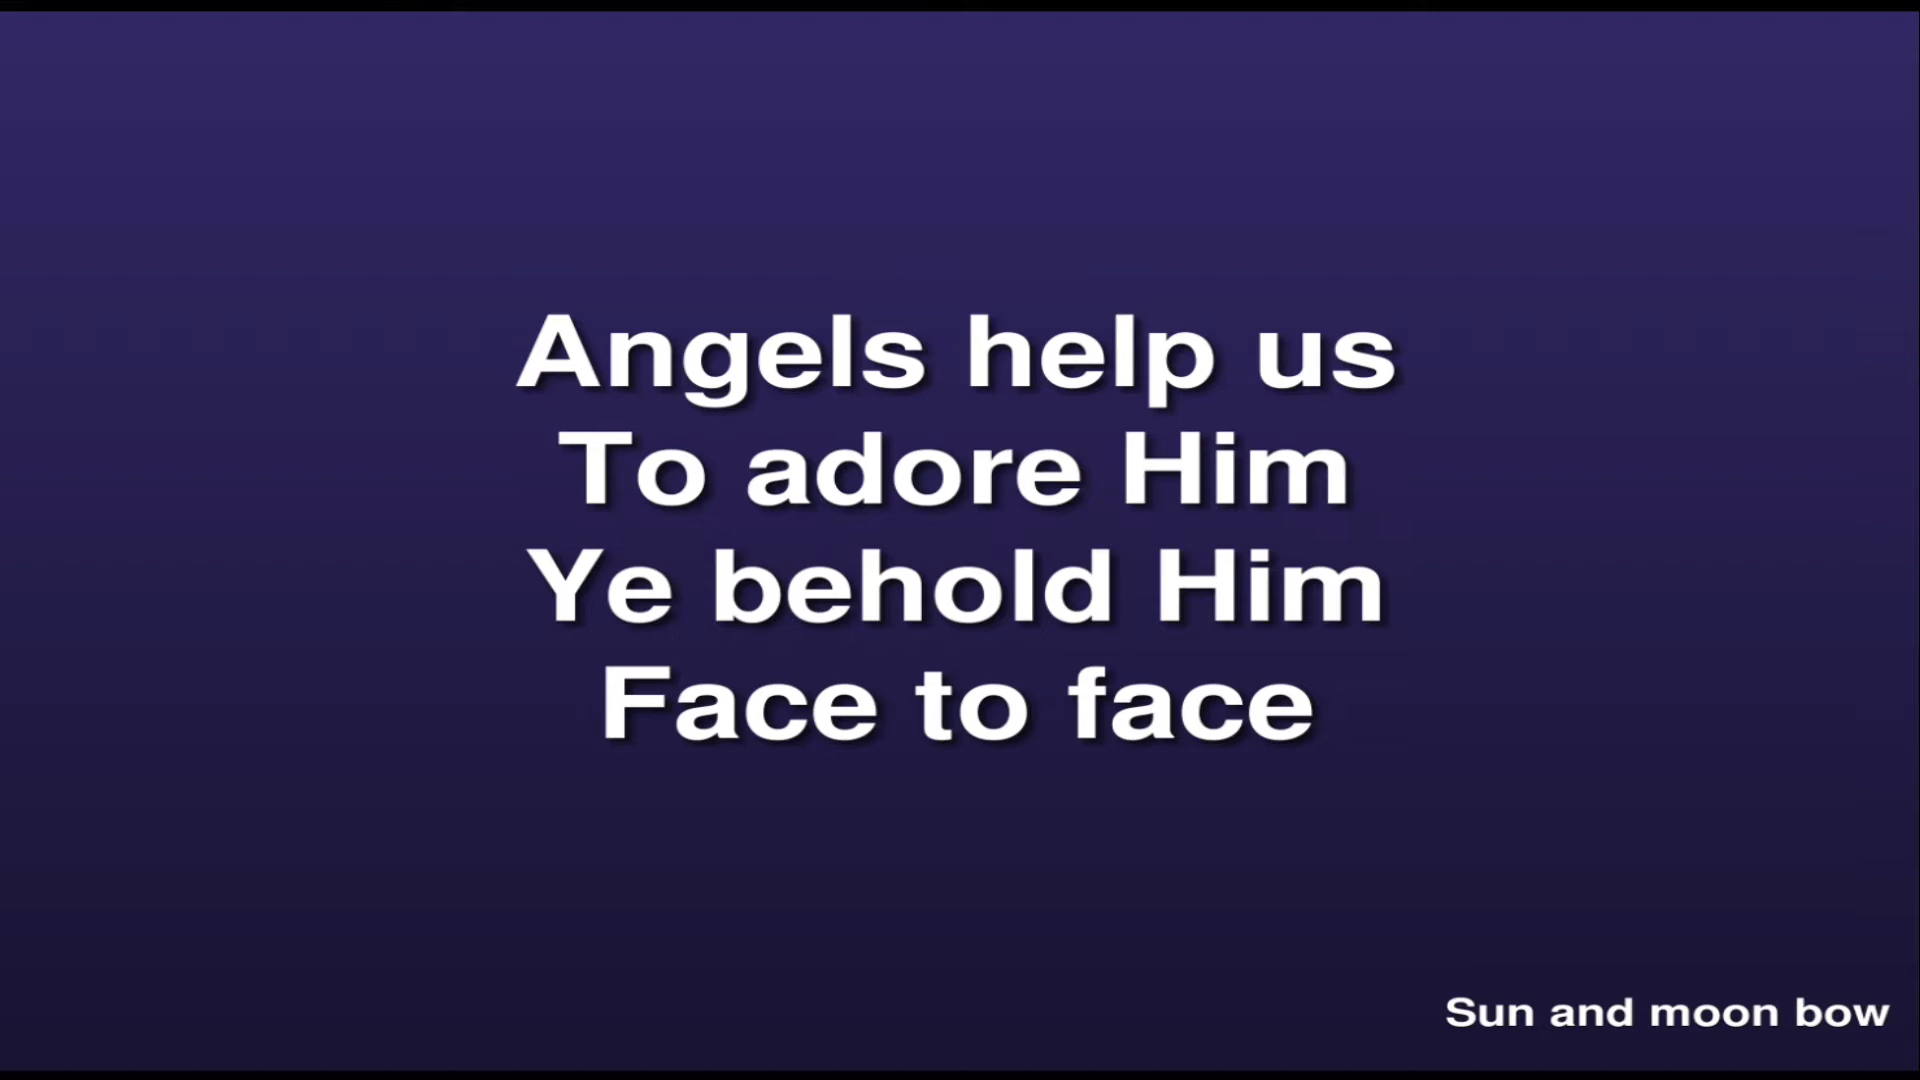 Angels help us
To adore Him
Ye behold Him
Face to face
Sun and moon bow